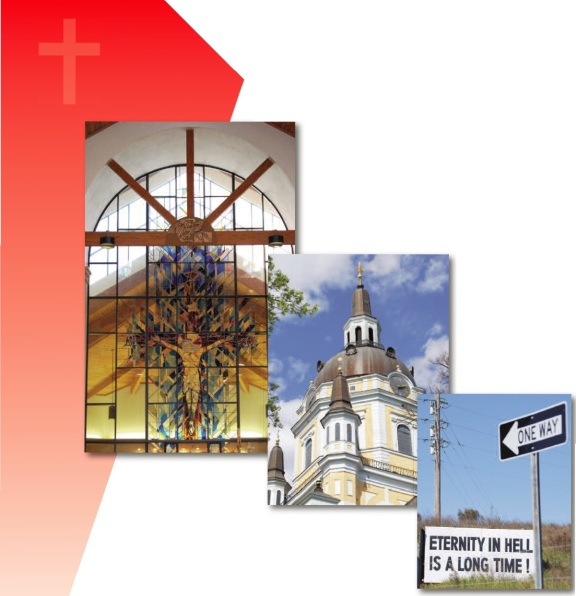 ONE WAY
ETERNITY IN HELL
IS A LONG TIME !